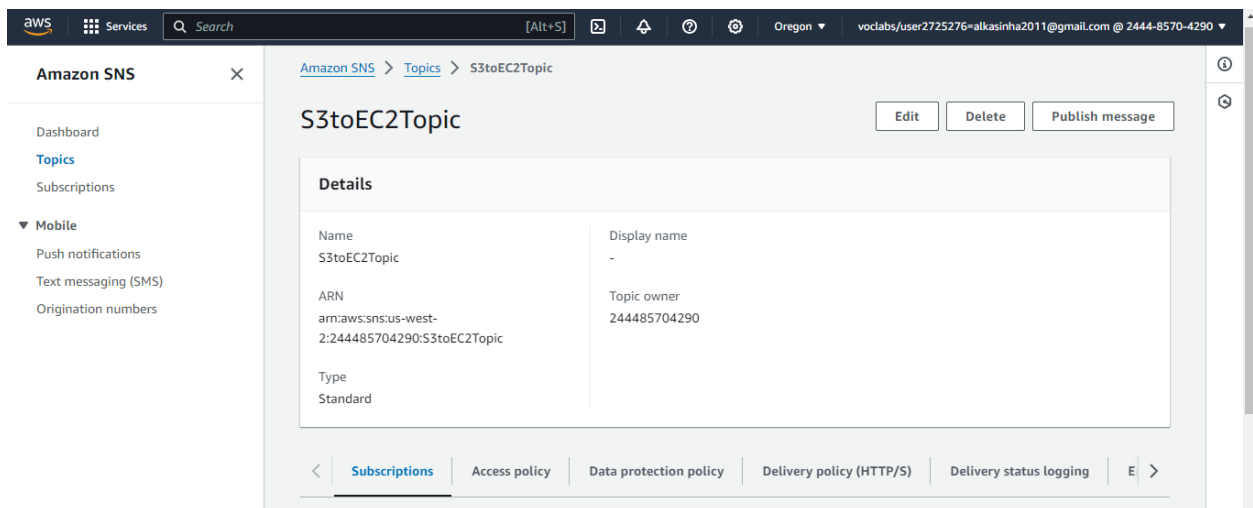 aws Services Search [Alt+S] Oregon ▼ voclabs/user2725276=alkasinha2011@gmail.com @ 2444-8570-4290 ▼
Amazon SNS
Dashboard
Topics
Subscriptions
▼ Mobile
Push notifications
Text messaging (SMS)
Origination numbers
Amazon SNS > Topics > S3toEC2Topic
S3toEC2Topic
Edit Delete Publish message
Details
Name
S3toEC2Topic
ARN
arn:aws:sns:us-west-
2:244485704290:S3toEC2Topic
Type
Standard
Display name
-
Topic owner
244485704290
Subscriptions Access policy Data protection policy Delivery policy (HTTP/S) Delivery status logging E